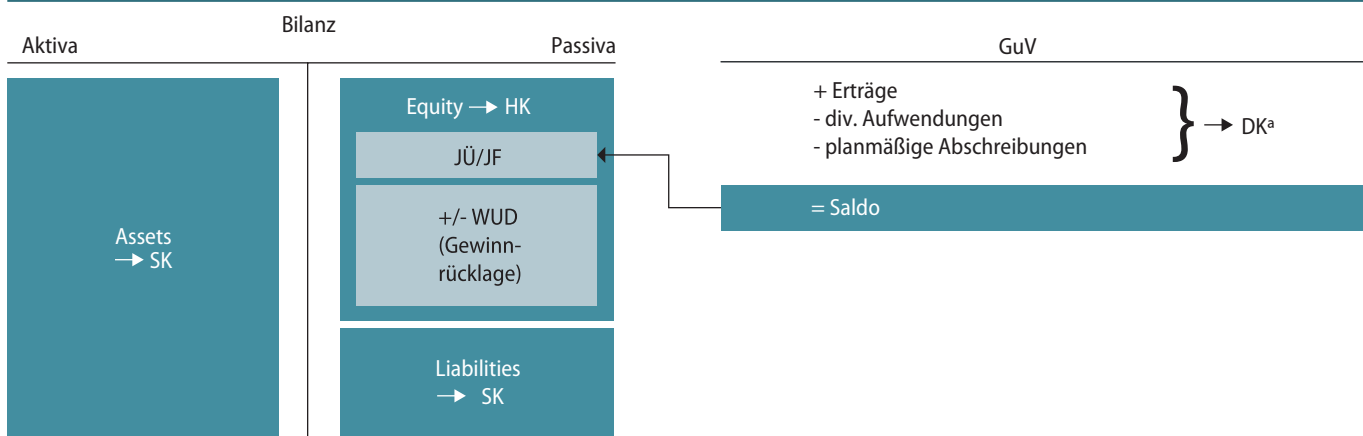 Bilanz
Aktiva
Passiva
Assets
→ SK
Equity → HK
JÜ/JF
+/- WUD
(Gewinn-
rücklage)
Liabilities
→ SK
GuV
+ Erträge
- div. Aufwendungen
- planmäßige Abschreibungen
} → DKᵃ
= Saldo